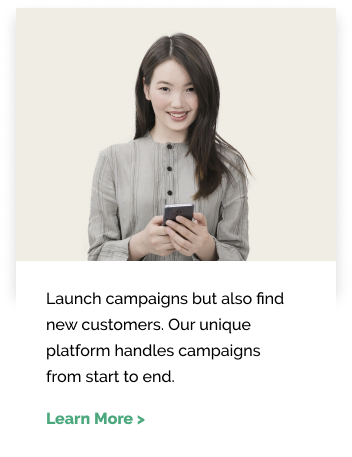 Launch campaigns but also find
new customers. Our unique
platform handles campaigns
from start to end.
Learn More >